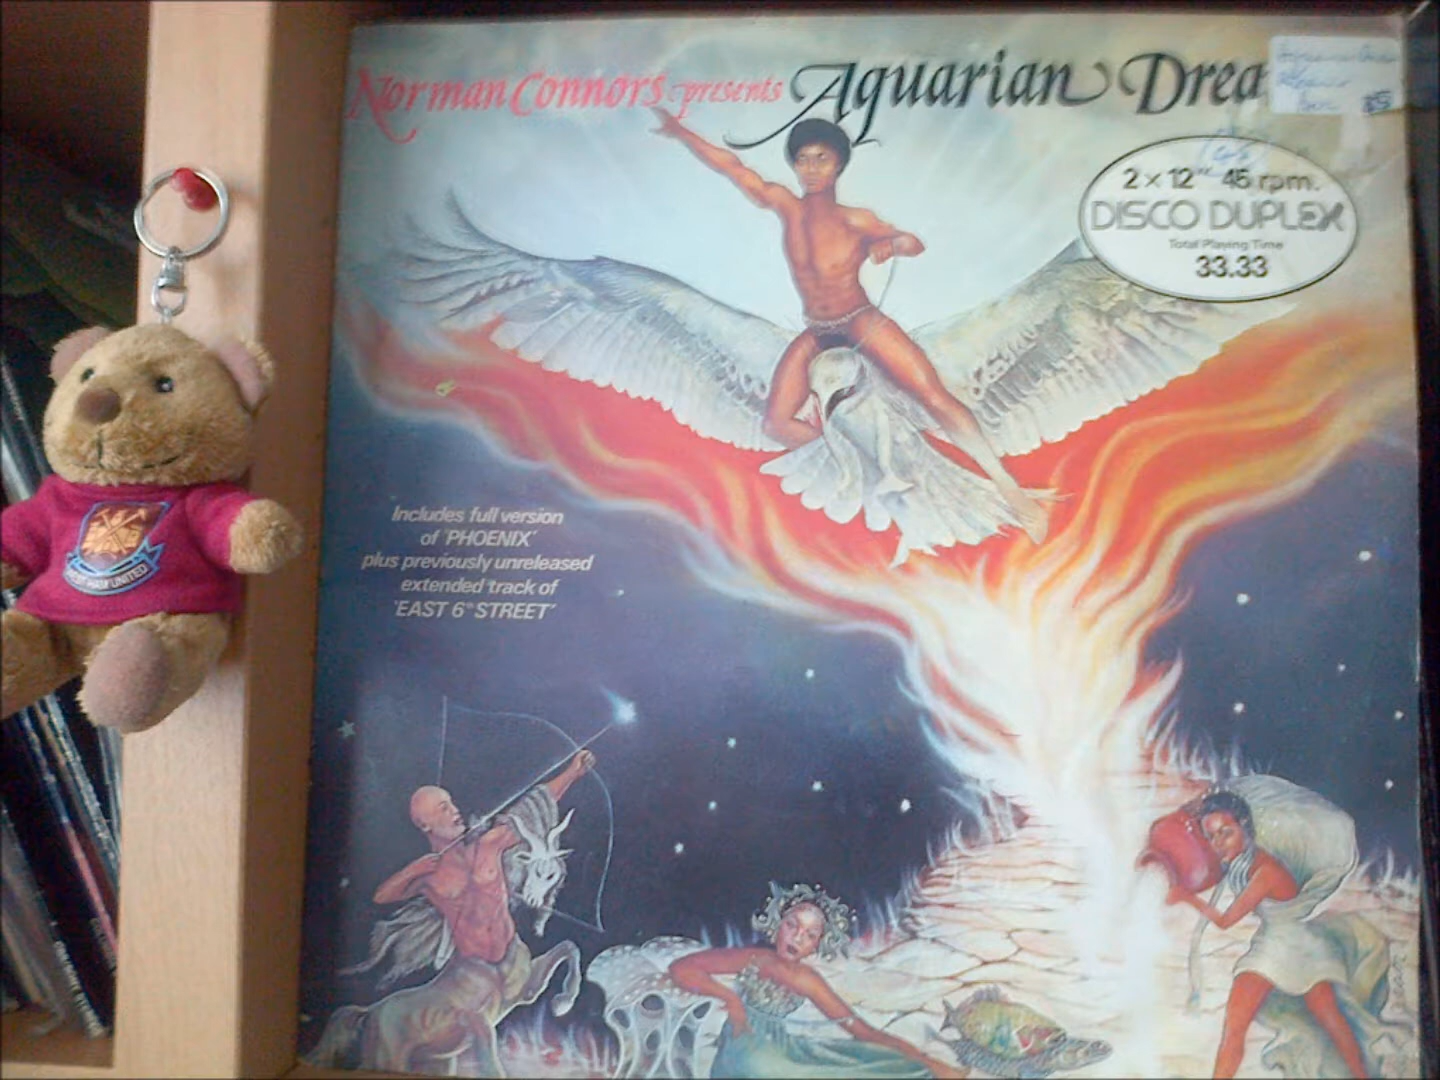 Norman Connors presents Aquarian Drea
2 x 12" 45 rpm.
DISCO DUPLEX
Total Playing Time
33.33
Includes full version
of 'PHOENIX'
plus previously unreleased
extended track of
'EAST 6th STREET'
WEST HAM UNITED